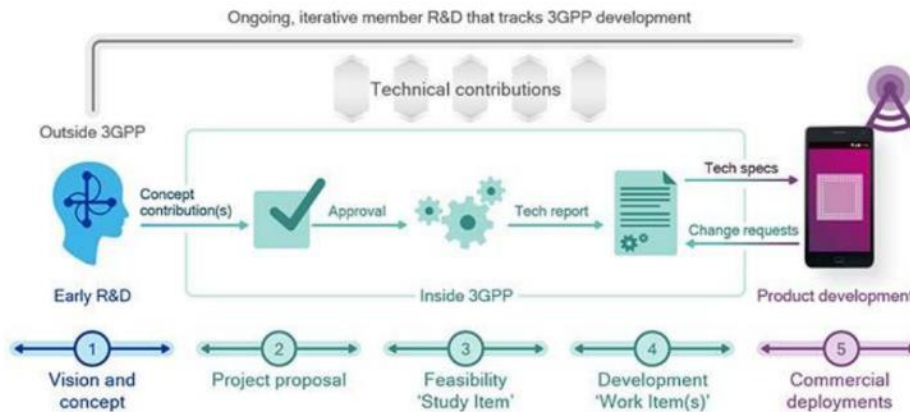 Ongoing, iterative member R&D that tracks 3GPP development
Technical contributions
Outside 3GPP
Concept
contribution(s)
Approval
Tech report
Tech specs
Change requests
Early R&D
Inside 3GPP
Product development
1
2
3
4
5
Vision and
concept
Project proposal
Feasibility
'Study Item'
Development
'Work Item(s)'
Commercial
deployments